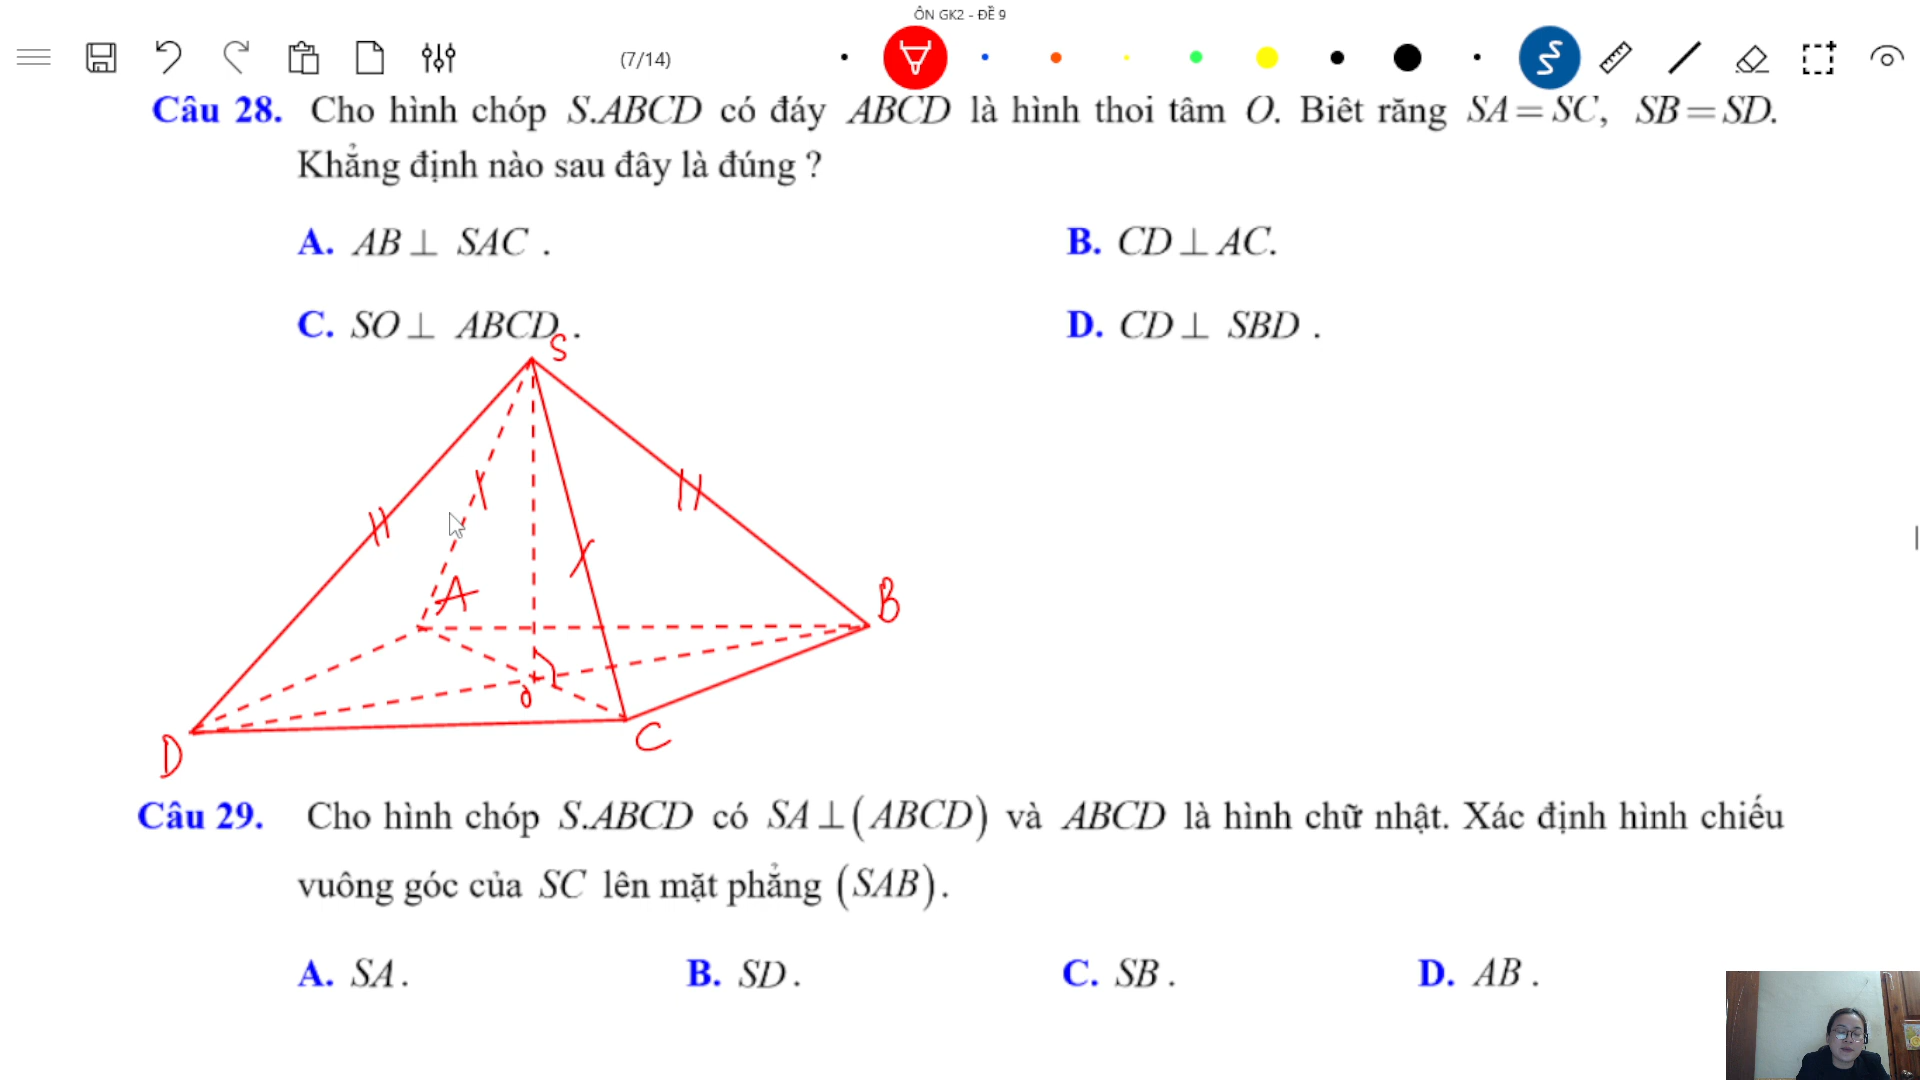 ÔN GK2 - ĐỀ 9
(7/14)
Câu 28. Cho hình chóp S.ABCD có đáy ABCD là hình thoi tâm O. Biêt răng SA = SC, SB = SD.
Khẳng định nào sau đây là đúng ?
A. AB ⊥ SAC .
B. CD ⊥ AC.
C. SO ⊥ ABCD .
D. CD ⊥ SBD .
S
A
B
O
C
D
Câu 29. Cho hình chóp S.ABCD có SA ⊥ (ABCD) và ABCD là hình chữ nhật. Xác định hình chiếu
vuông góc của SC lên mặt phẳng (SAB).
A. SA .
B. SD .
C. SB .
D. AB .